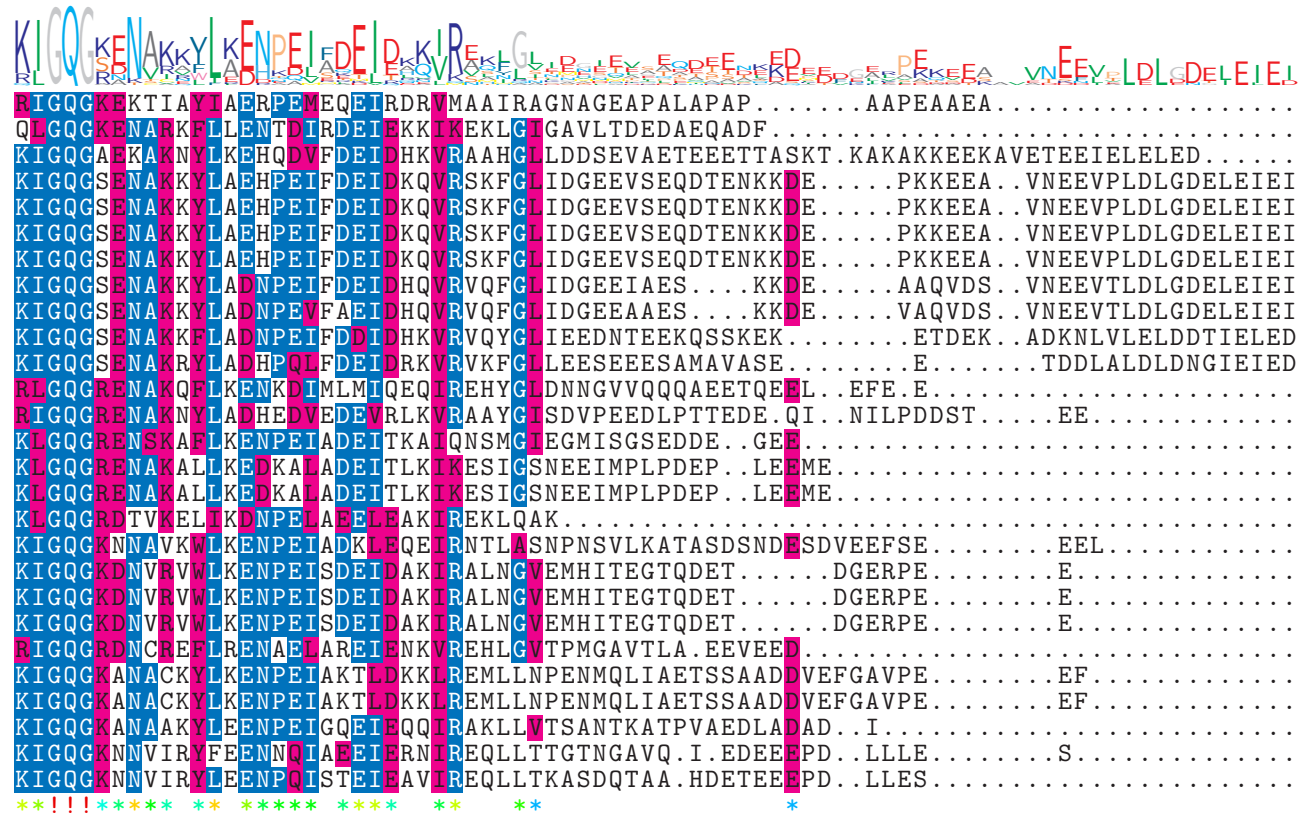 RIGQGKEKTIAYIAERPEMEQEIRDRVMAAIRAGNAGEAPALAPAP.......AAPEAAEA...................
QLGQGKENARKFLLENTDIRDEIEKKIKEKLGIGAVLTDEDAEQADF.................................
KIGQGAEKAKNYLKEHQDVFDEIDHKVRAAHGLLDDSEVAETEEETTASKT.KAKAKKEEKAVETEEIELELED......
KIGQGSENAKKYLAEHPEIFDEIDKQVRSKFGLIDGEEVSEQDTENKKDE.....PKKEEA..VNEEVPLDLGDELEIEI
KIGQGSENAKKYLAEHPEIFDEIDKQVRSKFGLIDGEEVSEQDTENKKDE.....PKKEEA..VNEEVPLDLGDELEIEI
KIGQGSENAKKYLAEHPEIFDEIDKQVRSKFGLIDGEEVSEQDTENKKDE.....PKKEEA..VNEEVPLDLGDELEIEI
KIGQGSENAKKYLAEHPEIFDEIDKQVRSKFGLIDGEEVSEQDTENKKDE.....PKKEEA..VNEEVPLDLGDELEIEI
KIGQGSENAKKYLADNPEIFDEIDHQVRVQFGLIDGEEIAES....KKDE.....AAQVDS..VNEEVTLDLGDELEIEI
KIGQGSENAKKYLADNPEVFAEIDHQVRVQFGLIDGEEAAES....KKDE.....VAQVDS..VNEEVTLDLGDELEIEI
KIGQGSENAKKFLADNPEIFDDIDHKVRVQYGLIEEDNTEEKQSSKEK........ETDEK..ADKNLVLELDDTIELED
KIGQGSENAKRYLADHPQLFDEIDRKVRVKFGLLEESEEESAMAVASE........E.......TDDLALDLDNGIEIED
RLGQGRENAKQFLKENKDIMLMIQEQIREHYGLDNNGVVQQQAEETQEEL..EFE.E.......................
RIGQGRENAKNYLADHEDVEDEVRLKVRAAYGISDVPEEDLPTTEDE.QI..NILPDDST.....EE.............
KLGQGRENSKAFLKENPEIADEITKAIQNSMGIEGMISGSEDDE..GEE...............................
KLGQGRENAKALLKEDKALADEITLKIKESIGSNEEIMPLPDEP..LEEME.............................
KLGQGRENAKALLKEDKALADEITLKIKESIGSNEEIMPLPDEP..LEEME.............................
KLGQGRDTVKELIKDNPELAEELEAKIREKLQAK..............................................
KIGQGKNNAVKWLKENPEIADKLEQEIRNTLASNPNSVLKATASDSNDESDVEEFSE........EEL............
KIGQGKDNVRVWLKENPEISDEIDAKIRALNGVEMHITEGTQDET......DGERPE........E..............
KIGQGKDNVRVWLKENPEISDEIDAKIRALNGVEMHITEGTQDET......DGERPE........E..............
KIGQGKDNVRVWLKENPEISDEIDAKIRALNGVEMHITEGTQDET......DGERPE........E..............
RIGQGRDNCREFLRENAELAREIENKVREHLGVTPMGAVTLA.EEVEED...............................
KIGQGKANACKYLKENPEIAKTLDKKLREMLLNPENMQLIAETSSAADDVEFGAVPE........EF.............
KIGQGKANACKYLKENPEIAKTLDKKLREMLLNPENMQLIAETSSAADDVEFGAVPE........EF.............
KIGQGKANAAKYLEENPEIGQEIEQQIRAKLLVTSANTKATPVAEDLADAD..I..........................
KIGQGKNNVIRYFEENNQIAEEIERNIREQLLTTGTNGAVQ.I.EDEEEPD..LLLE........S..............
KIGQGKNNVIRYLEENPQISTEIEAVIREQLLTKASDQTAA.HDETEEEPD..LLES.......................
**!!!***** ** ***** **** ** ** *